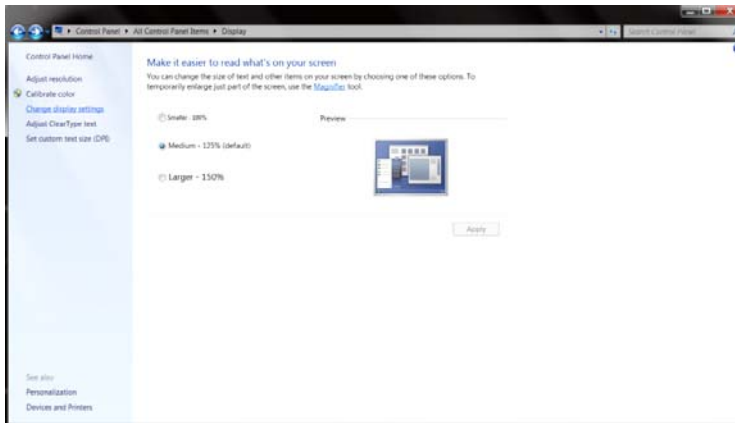 Control Panel ▸ All Control Panel Items ▸ Display
Search Control Panel
Control Panel Home
Adjust resolution
Calibrate color
Change display settings
Adjust ClearType text
Set custom text size (DPI)
Make it easier to read what's on your screen
You can change the size of text and other items on your screen by choosing one of these options. To
temporarily enlarge just part of the screen, use the Magnifier tool.
Smaller - 100%
Preview
Medium - 125% (default)
Larger - 150%
Apply
See also
Personalization
Devices and Printers